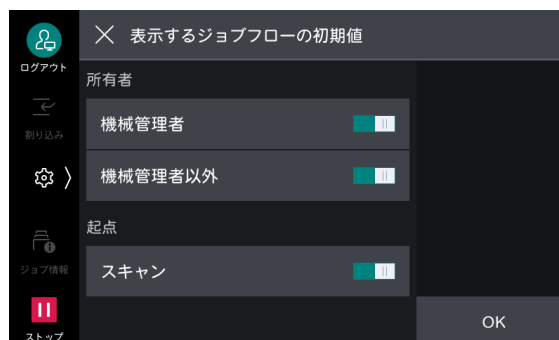 表示するジョブフローの初期値
ログアウト
所有者
割り込み
機械管理者
機械管理者以外
起点
ジョブ情報
スキャン
ストップ
OK